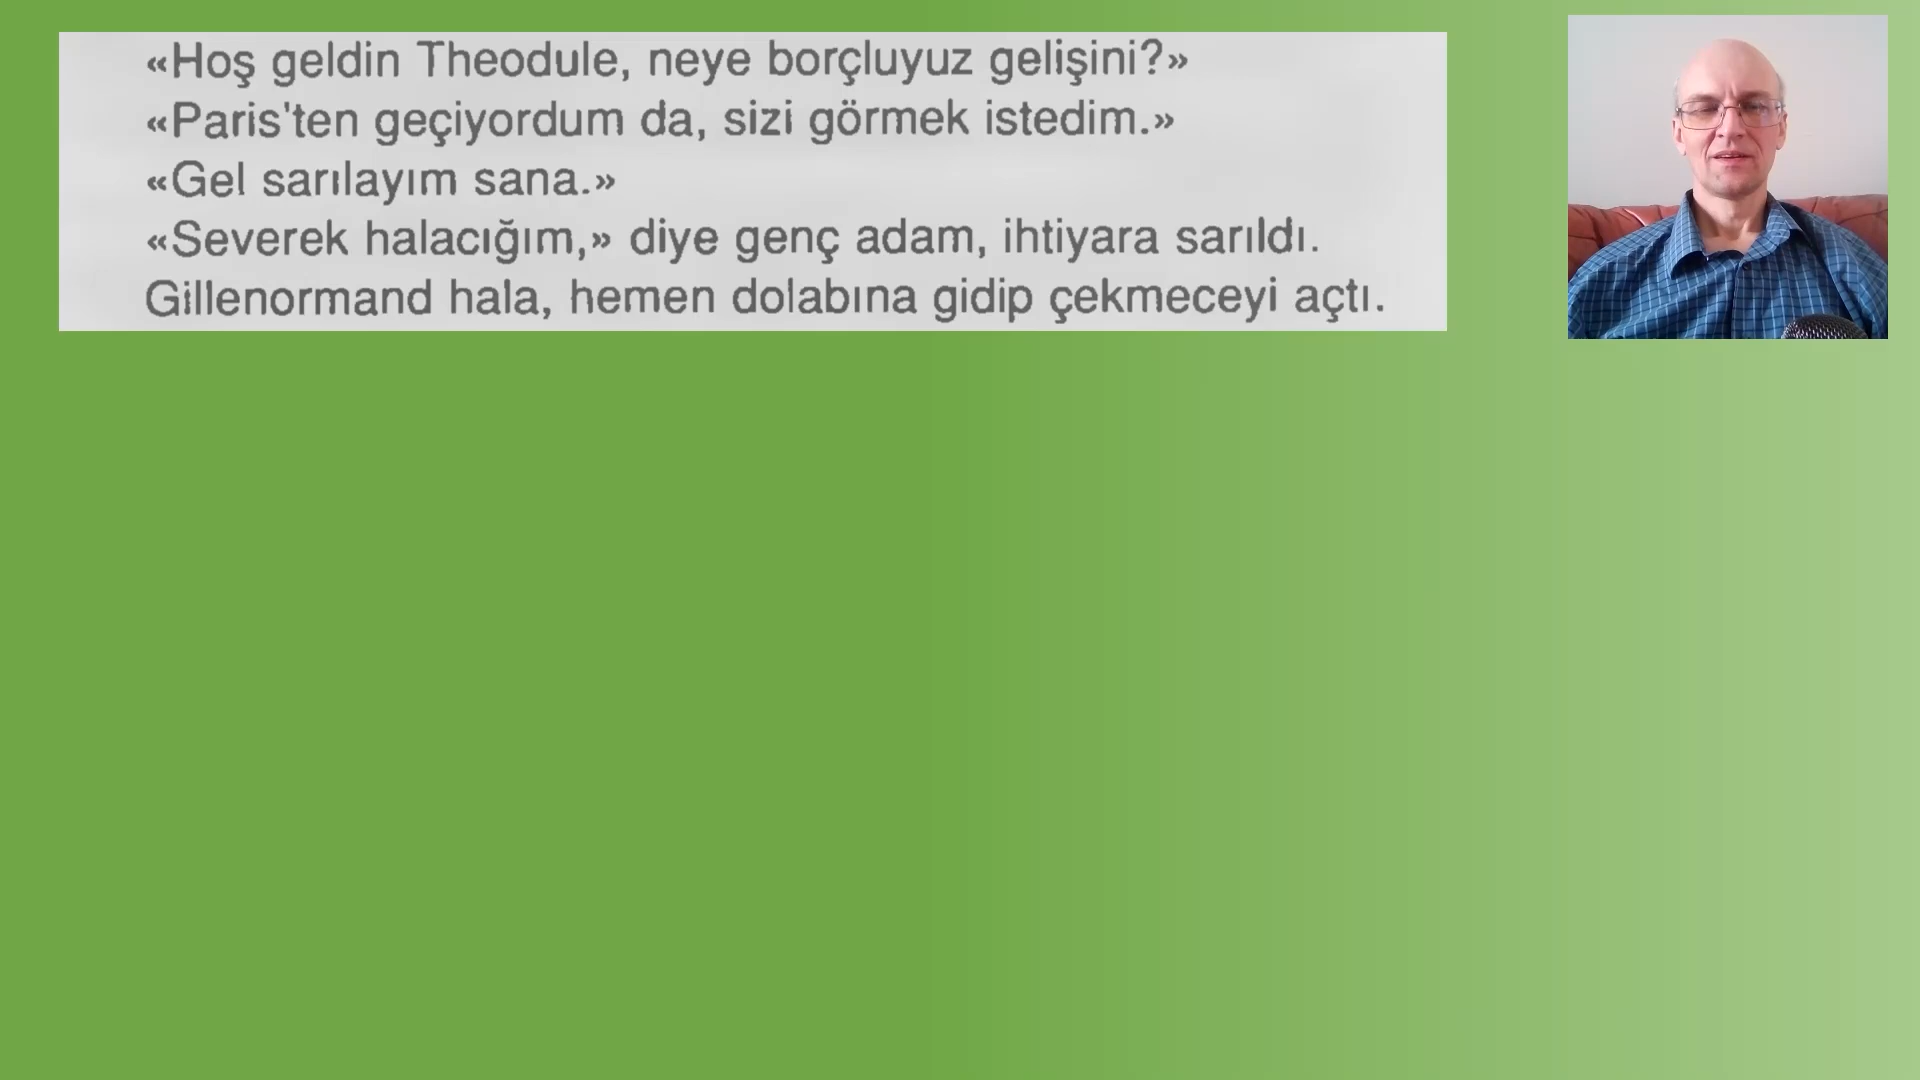 «Hoş geldin Theodule, neye borçluyuz gelişini?»
«Paris'ten geçiyordum da, sizi görmek istedim.»
«Gel sarılayım sana.»
«Severek halacığım,» diye genç adam, ihtiyara sarıldı.
Gillenormand hala, hemen dolabına gidip çekmeceyi açtı.